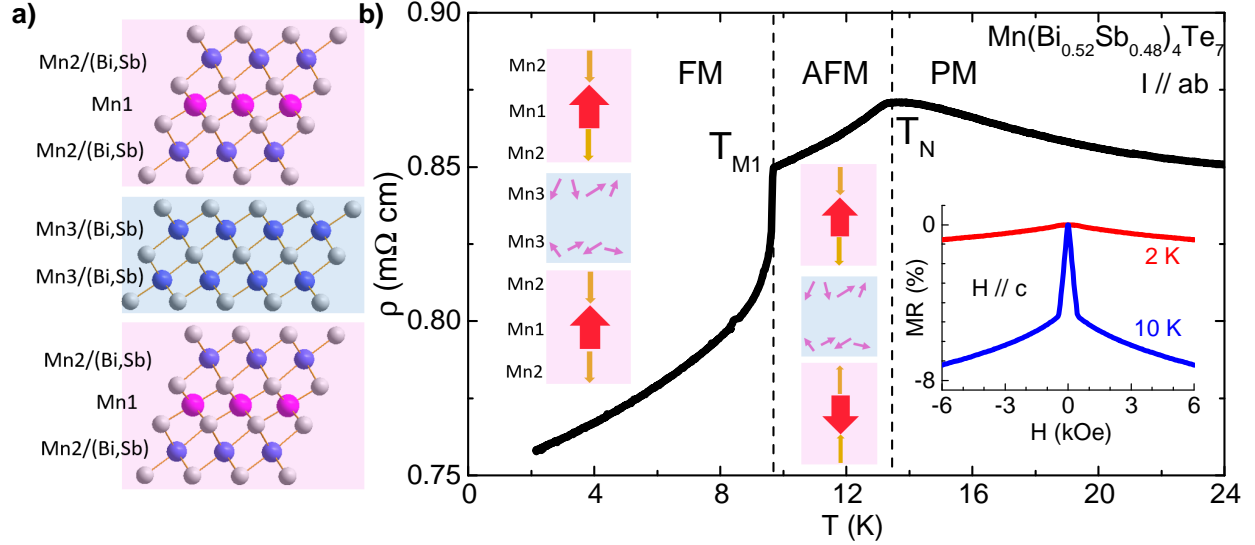 a)
Mn2/(Bi,Sb)
Mn1
Mn2/(Bi,Sb)
Mn3/(Bi,Sb)
Mn3/(Bi,Sb)
Mn2/(Bi,Sb)
Mn1
Mn2/(Bi,Sb)
b)
0.90
0.85
0.80
0.75
ρ (mΩ cm)
0
4
8
12
16
20
24
T (K)
FM
AFM
PM
Mn(Bi0.52Sb0.48)4Te7
I // ab
TM1
TN
Mn2
Mn1
Mn2
Mn3
Mn3
Mn2
Mn1
Mn2
0
-8
MR (%)
2 K
H // c
10 K
-6
-3
0
3
6
H (kOe)